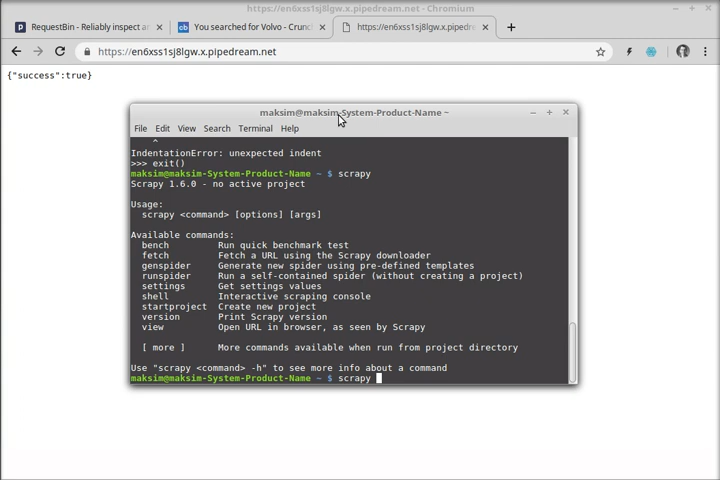 https://en6xss1sj8lgw.x.pipedream.net - Chromium
RequestBin - Reliably inspect a
You searched for Volvo - Crunc
https://en6xss1sj8lgw.x.pipedre
https://en6xss1sj8lgw.x.pipedream.net
{"success":true}
maksim@maksim-System-Product-Name ~
File Edit View Search Terminal Help
^
IndentationError: unexpected indent
>>> exit()
maksim@maksim-System-Product-Name ~ $ scrapy
Scrapy 1.6.0 - no active project
Usage:
scrapy <command> [options] [args]
Available commands:
bench Run quick benchmark test
fetch Fetch a URL using the Scrapy downloader
genspider Generate new spider using pre-defined templates
runspider Run a self-contained spider (without creating a project)
settings Get settings values
shell Interactive scraping console
startproject Create new project
version Print Scrapy version
view Open URL in browser, as seen by Scrapy
[ more ] More commands available when run from project directory
Use "scrapy <command> -h" to see more info about a command
maksim@maksim-System-Product-Name ~ $ scrapy